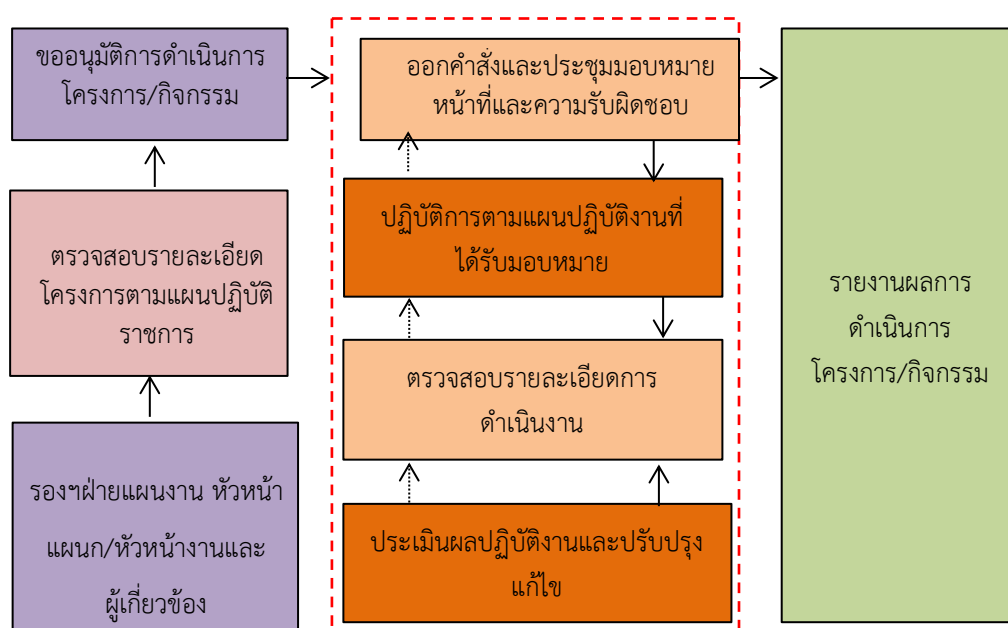 ขออนุมัติการดำเนินการ
โครงการ/กิจกรรม
ตรวจสอบรายละเอียด
โครงการตามแผนปฏิบัติ
ราชการ
รองฯฝ่ายแผนงาน หัวหน้า
แผนก/หัวหน้างานและ
ผู้เกี่ยวข้อง
ออกคำสั่งและประชุมมอบหมาย
หน้าที่และความรับผิดชอบ
ปฏิบัติการตามแผนปฏิบัติงานที่
ได้รับมอบหมาย
ตรวจสอบรายละเอียดการ
ดำเนินงาน
ประเมินผลปฏิบัติงานและปรับปรุง
แก้ไข
รายงานผลการ
ดำเนินการ
โครงการ/กิจกรรม